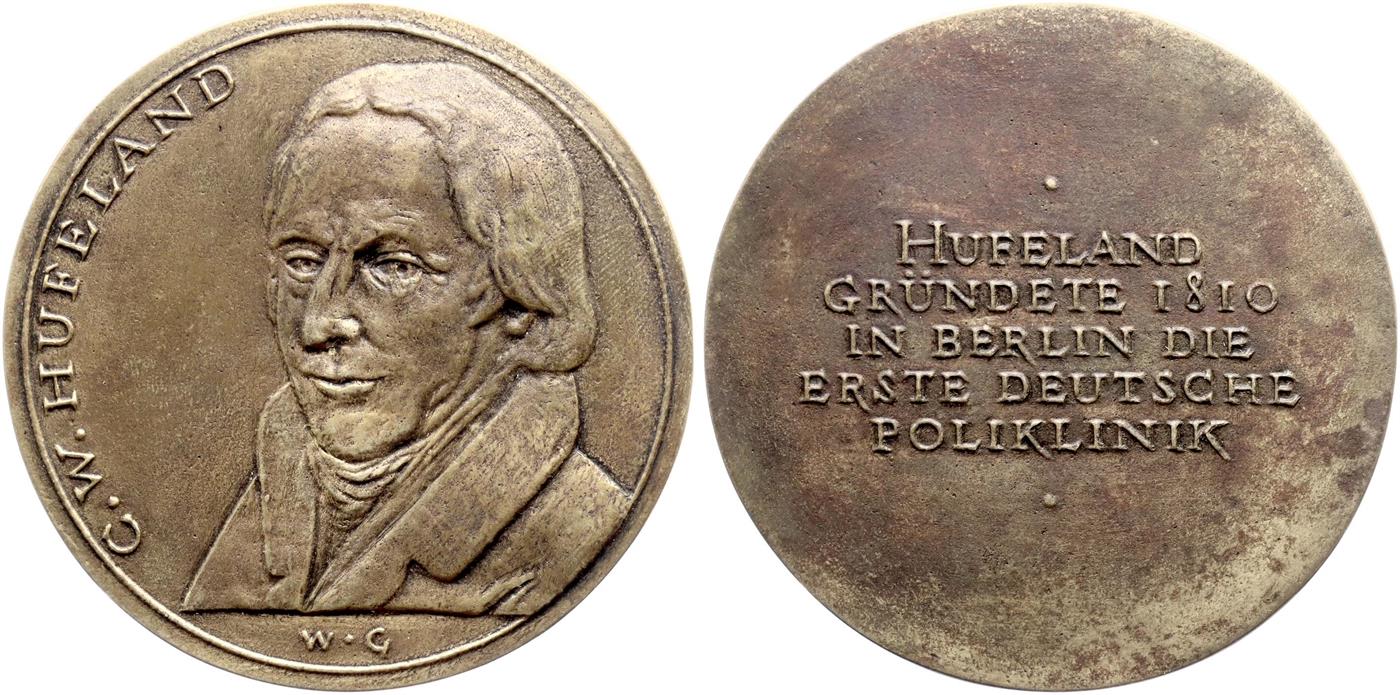 C. W. HUFELAND
W · G
HUFELAND
GRÜNDETE 1810
IN BERLIN DIE
ERSTE DEUTSCHE
POLIKLINIK